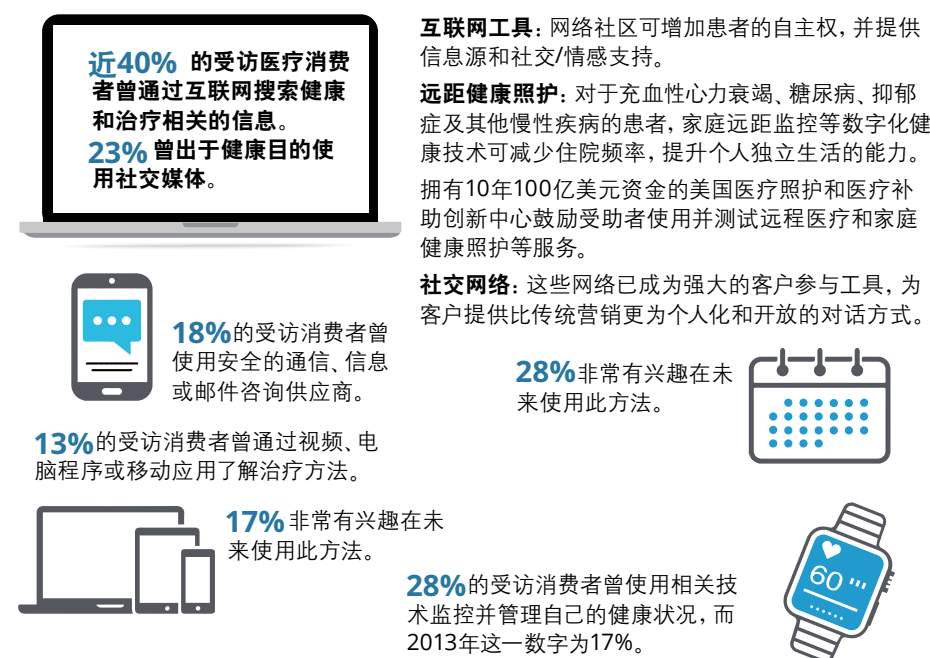 近40% 的受访医疗消费
者曾通过互联网搜索健康
和治疗相关的信息。
23% 曾出于健康目的使
用社交媒体。
互联网工具：网络社区可增加患者的自主权，并提供
信息源和社交/情感支持。
远距健康照护：对于充血性心力衰竭、糖尿病、抑郁
症及其他慢性疾病的患者，家庭远距监控等数字化健
康技术可减少住院频率，提升个人独立生活的能力。
拥有10年100亿美元资金的美国医疗照护和医疗补
助创新中心鼓励受助者使用并测试远程医疗和家庭
健康照护等服务。
社交网络：这些网络已成为强大的客户参与工具，为
客户提供比传统营销更为个人化和开放的对话方式。
18%的受访消费者曾
使用安全的通信、信息
或邮件咨询供应商。
28%非常有兴趣在未
来使用此方法。
13%的受访消费者曾通过视频、电
脑程序或移动应用了解治疗方法。
17% 非常有兴趣在未
来使用此方法。
28%的受访消费者曾使用相关技
术监控并管理自己的健康状况，而
2013年这一数字为17%。
60